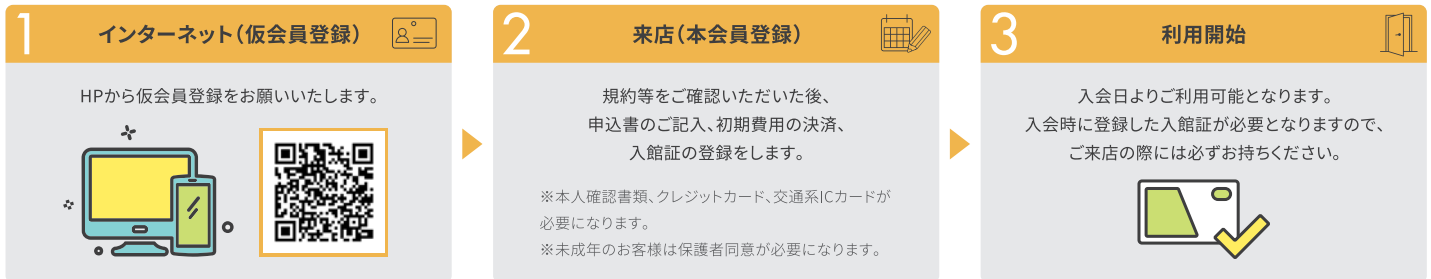 1 インターネット(仮会員登録)
HPから仮会員登録をお願いいたします。
2 来店(本会員登録)
規約等をご確認いただいた後、
申込書のご記入、初期費用の決済、
入館証の登録をします。
※本人確認書類、クレジットカード、交通系ICカードが
必要になります。
※未成年のお客様は保護者同意が必要になります。
3 利用開始
入会日よりご利用可能となります。
入会時に登録した入館証が必要となりますので、
ご来店の際には必ずお持ちください。